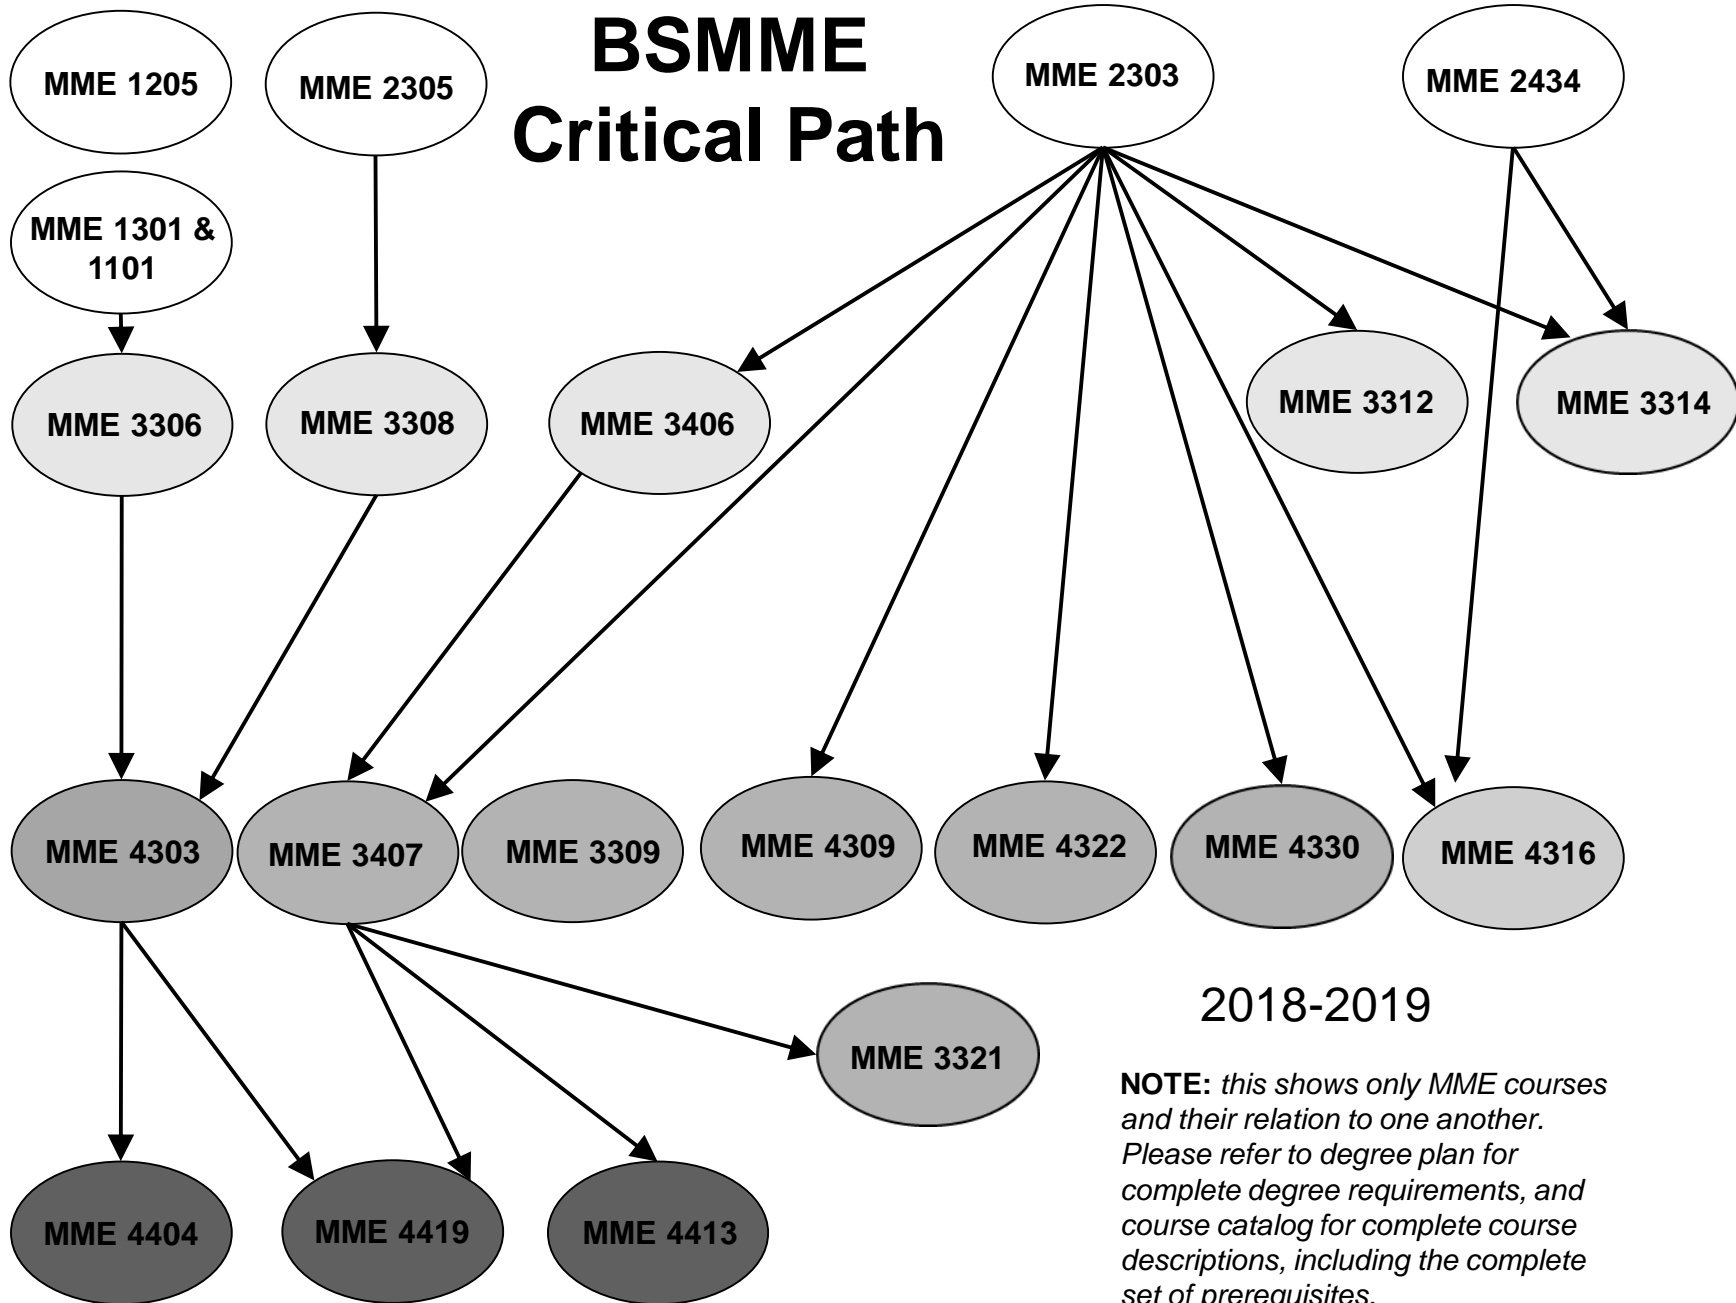 BSMME
Critical Path
MME 1205
MME 2305
MME 2303
MME 2434
MME 1301 &
1101
MME 3306
MME 3308
MME 3406
MME 3312
MME 3314
MME 4303
MME 3407
MME 3309
MME 4309
MME 4322
MME 4330
MME 4316
MME 3321
2018-2019
NOTE: this shows only MME courses
and their relation to one another.
Please refer to degree plan for
complete degree requirements, and
course catalog for complete course
descriptions, including the complete
set of prerequisites.
MME 4404
MME 4419
MME 4413